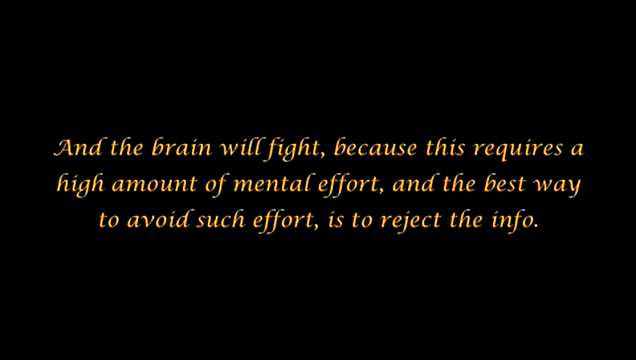 And the brain will fight, because this requires a
high amount of mental effort, and the best way
to avoid such effort, is to reject the info.